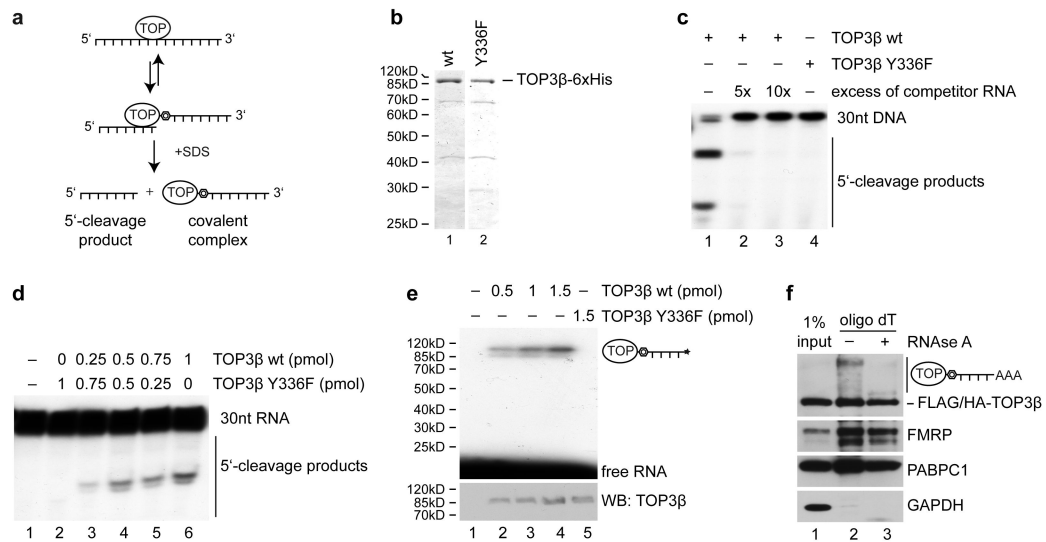 a
TOP
5‘ 3‘
TOP
3‘
5‘
+SDS
5‘ + TOP 3‘
5‘-cleavage product
covalent complex
b
wt Y336F
120kD
85kD
TOP3β-6xHis
70kD
60kD
50kD
40kD
30kD
25kD
1 2
c
+ + + – TOP3β wt
– – – + TOP3β Y336F
– 5x 10x excess of competitor RNA
30nt DNA
5‘-cleavage products
1 2 3 4
d
– 0 0.25 0.5 0.75 1 TOP3β wt (pmol)
– 1 0.75 0.5 0.25 0 TOP3β Y336F (pmol)
30nt RNA
5‘-cleavage products
1 2 3 4 5 6
e
– 0.5 1 1.5 – TOP3β wt (pmol)
– – – – 1.5 TOP3β Y336F (pmol)
120kD
85kD
70kD
TOP
50kD
40kD
30kD
25kD
free RNA
120kD
85kD
70kD
WB: TOP3β
1 2 3 4 5
f
1% input
oligo dT
– + RNAse A
TOP AAA
FLAG/HA-TOP3β
FMRP
PABPC1
GAPDH
1 2 3